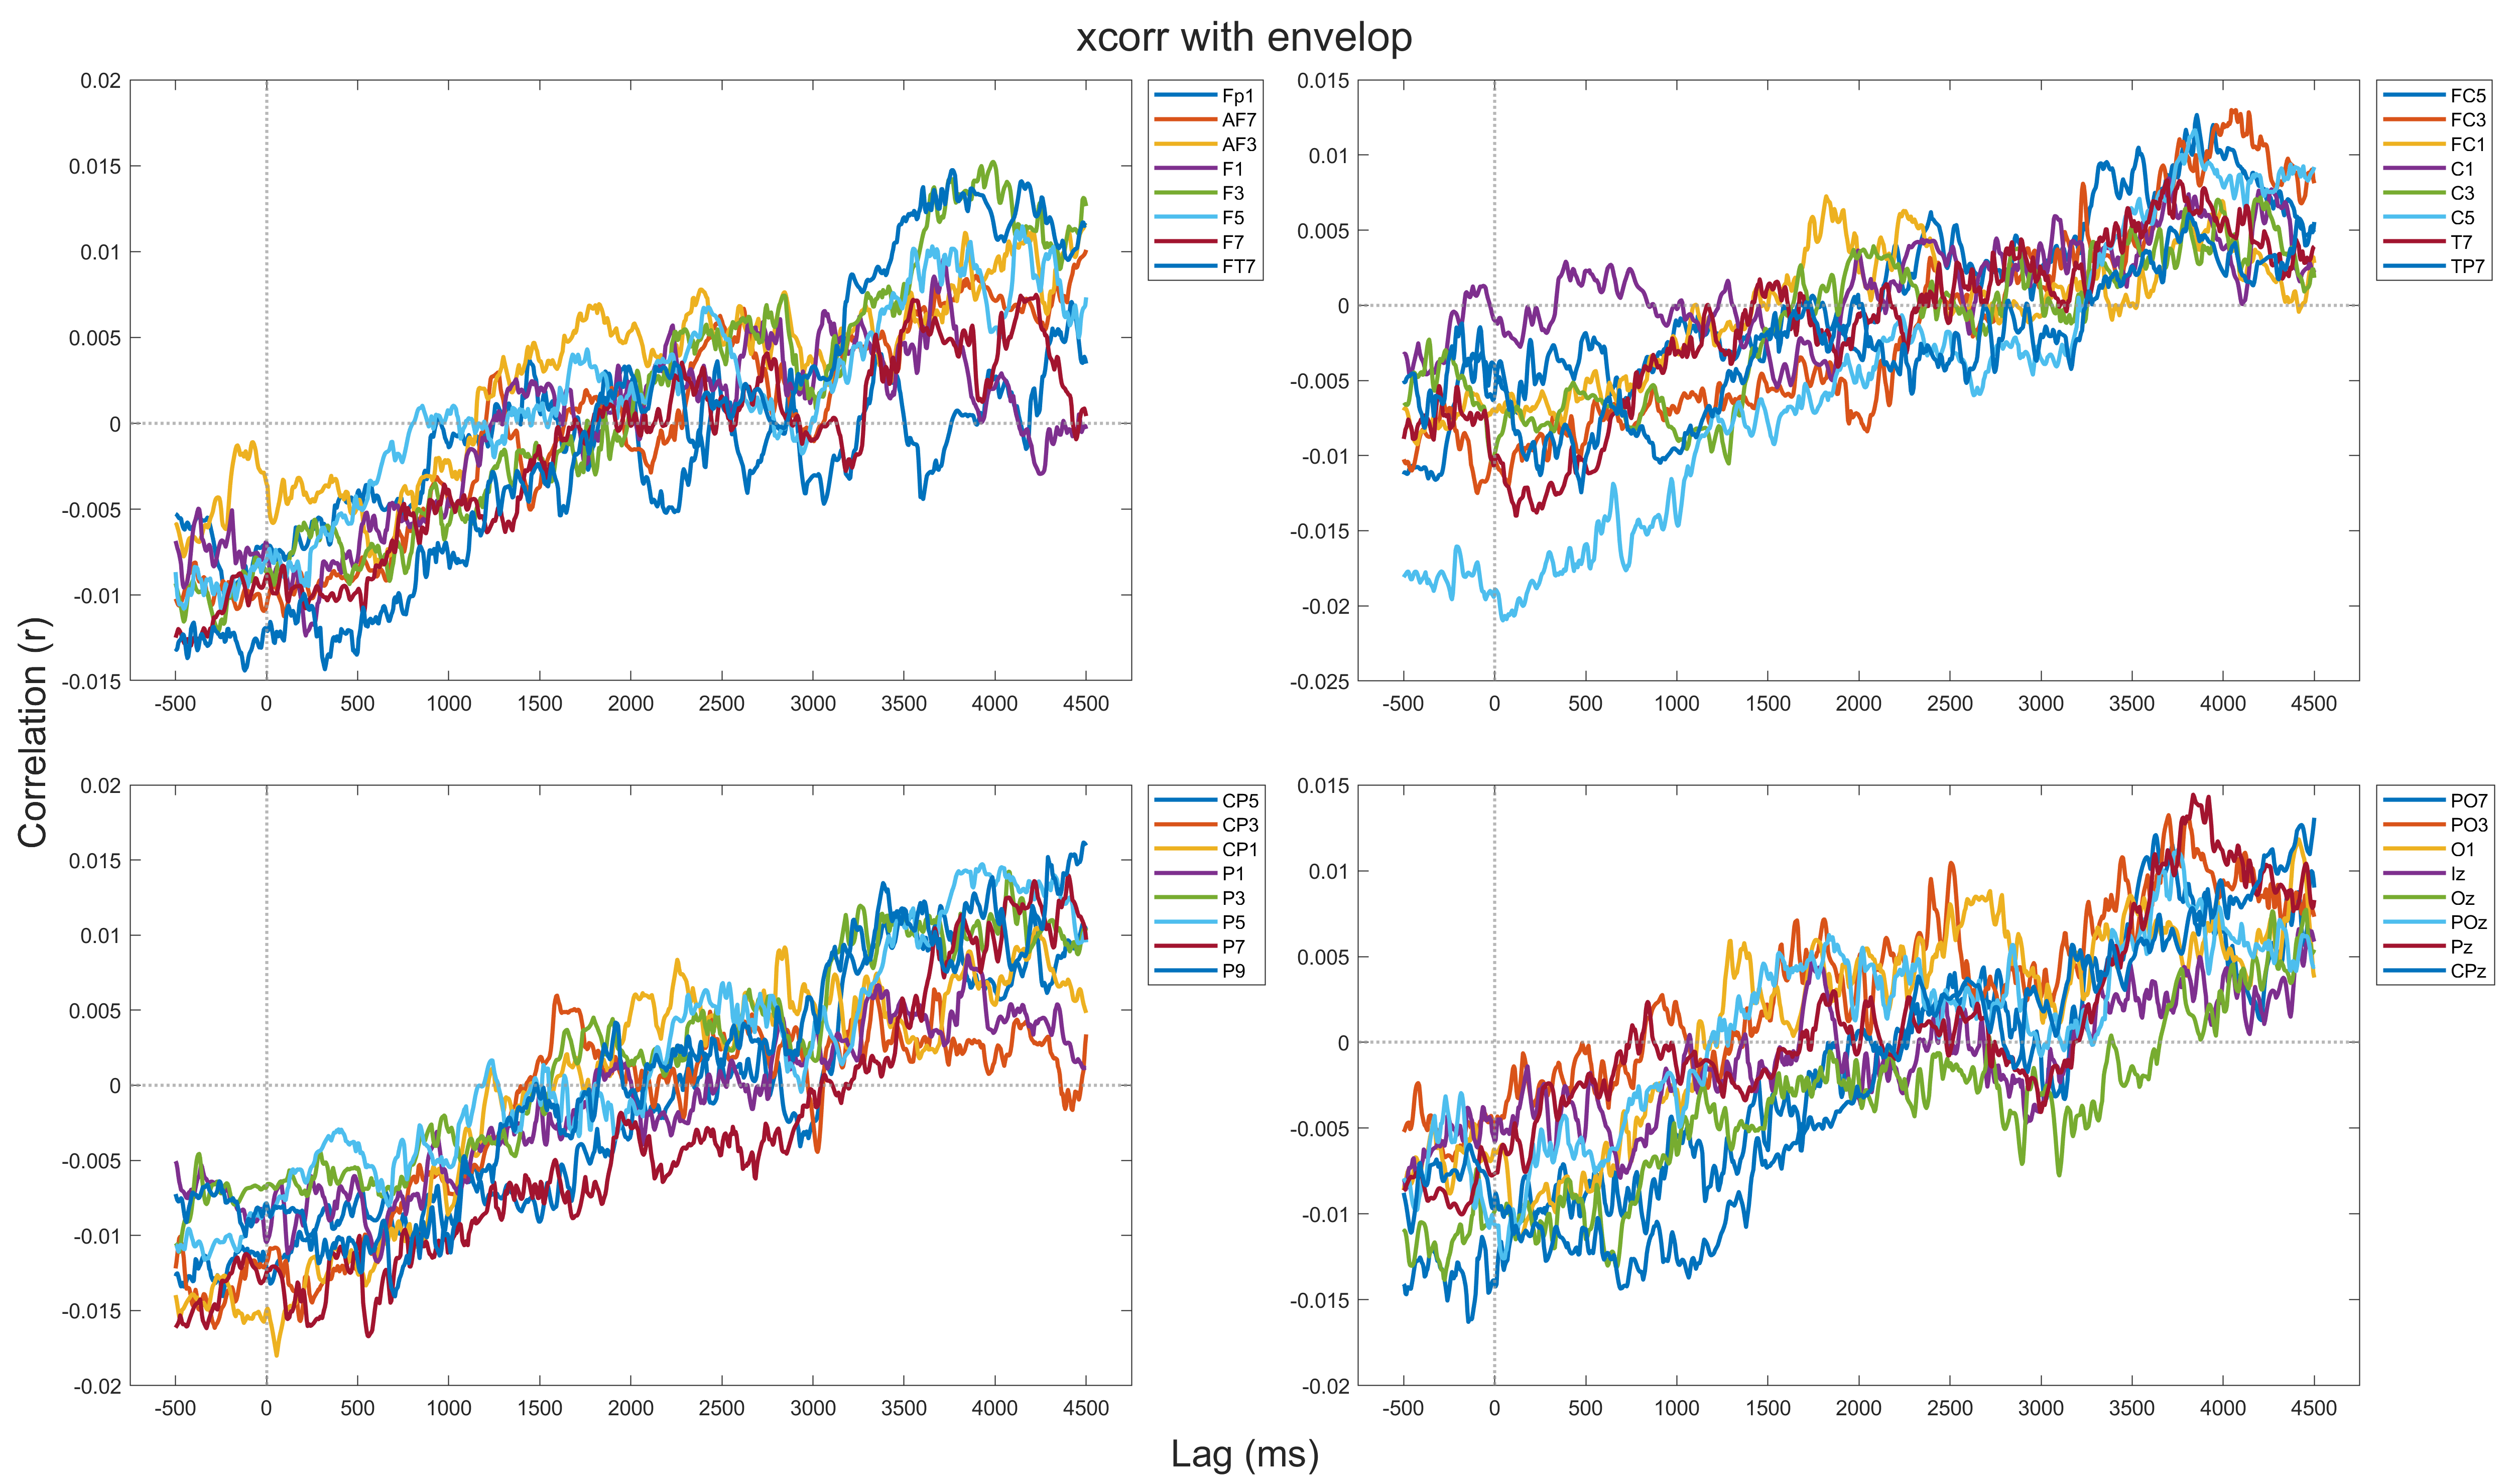 xcorr with envelop
Correlation (r)
0.02
0.015
0.01
0.005
0
-0.005
-0.01
-0.015
-500 0 500 1000 1500 2000 2500 3000 3500 4000 4500
Fp1
AF7
AF3
F1
F3
F5
F7
FT7
0.015
0.01
0.005
0
-0.005
-0.01
-0.015
-0.02
-0.025
-500 0 500 1000 1500 2000 2500 3000 3500 4000 4500
FC5
FC3
FC1
C1
C3
C5
T7
TP7
0.02
0.015
0.01
0.005
0
-0.005
-0.01
-0.015
-0.02
-500 0 500 1000 1500 2000 2500 3000 3500 4000 4500
CP5
CP3
CP1
P1
P3
P5
P7
P9
0.015
0.01
0.005
0
-0.005
-0.01
-0.015
-0.02
-500 0 500 1000 1500 2000 2500 3000 3500 4000 4500
PO7
PO3
O1
Iz
Oz
POz
Pz
CPz
Lag (ms)